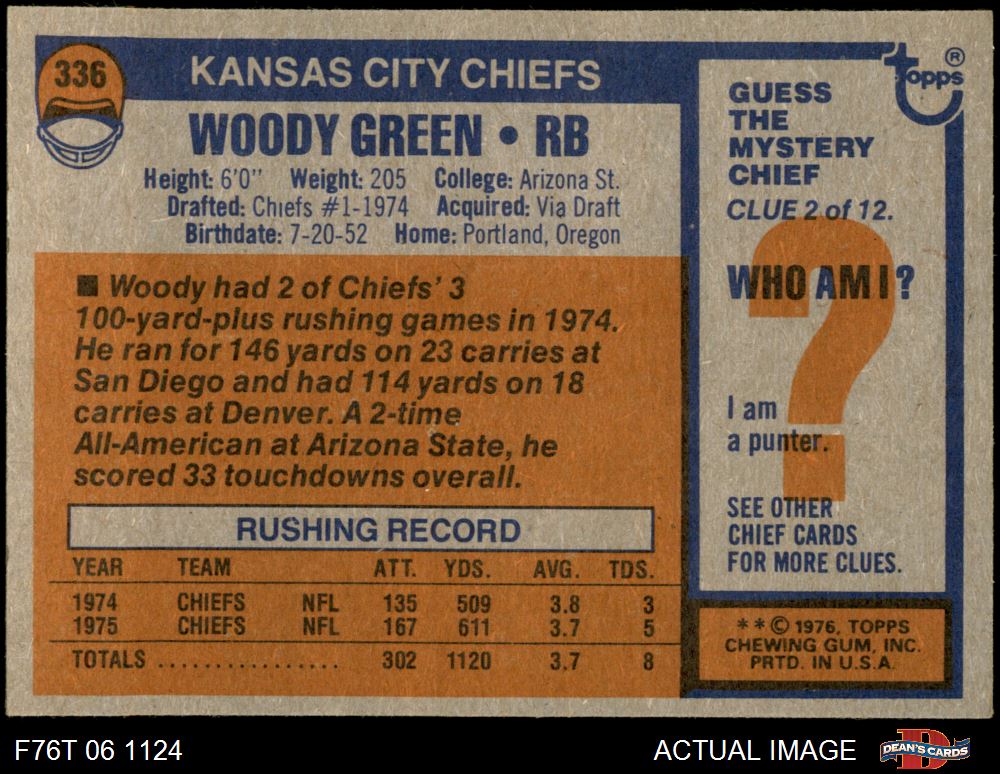 336
KANSAS CITY CHIEFS
WOODY GREEN • RB
Height: 6'0" Weight: 205 College: Arizona St.
Drafted: Chiefs #1-1974 Acquired: Via Draft
Birthdate: 7-20-52 Home: Portland, Oregon
■ Woody had 2 of Chiefs' 3
100-yard-plus rushing games in 1974.
He ran for 146 yards on 23 carries at
San Diego and had 114 yards on 18
carries at Denver. A 2-time
All-American at Arizona State, he
scored 33 touchdowns overall.
RUSHING RECORD
YEAR TEAM ATT. YDS. AVG. TDS.
1974 CHIEFS NFL 135 509 3.8 3
1975 CHIEFS NFL 167 611 3.7 5
TOTALS ................. 302 1120 3.7 8
topps ®
GUESS
THE
MYSTERY
CHIEF
CLUE 2 of 12.
?
WHO AM I?
I am
a punter.
SEE OTHER
CHIEF CARDS
FOR MORE CLUES.
**© 1976, TOPPS
CHEWING GUM, INC.
PRTD. IN U.S.A.
F76T 06 1124
ACTUAL IMAGE
D
DEAN'S CARDS